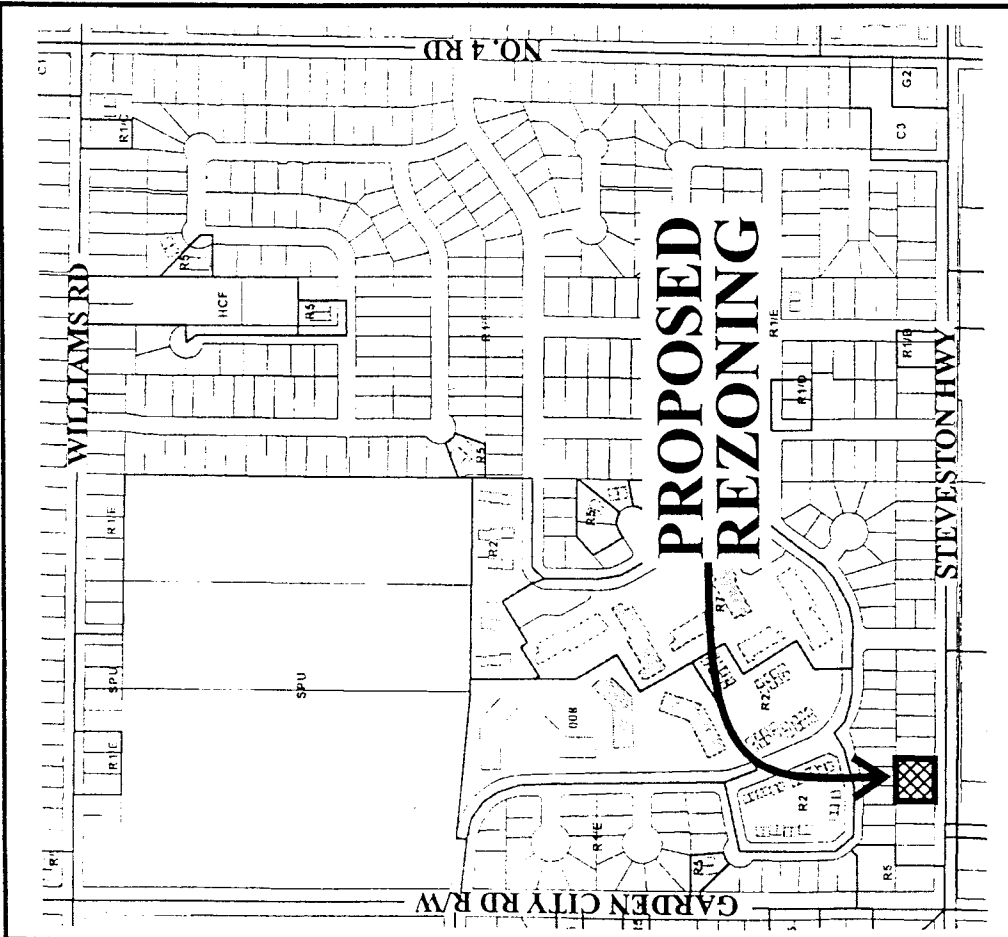 NO. 4 RD
C1
G2
R1/C
C3
WILLIAMS RD
R5
HCF
R5
R1/E
R1/E
R1/B
STEVESTON HWY
R1/D
PROPOSED
REZONING
R5
R1/E
R2
R5
R7
SPU
SPU
R2
R1/E
R2
R1/E
R5
R5
GARDEN CITY RD R/W